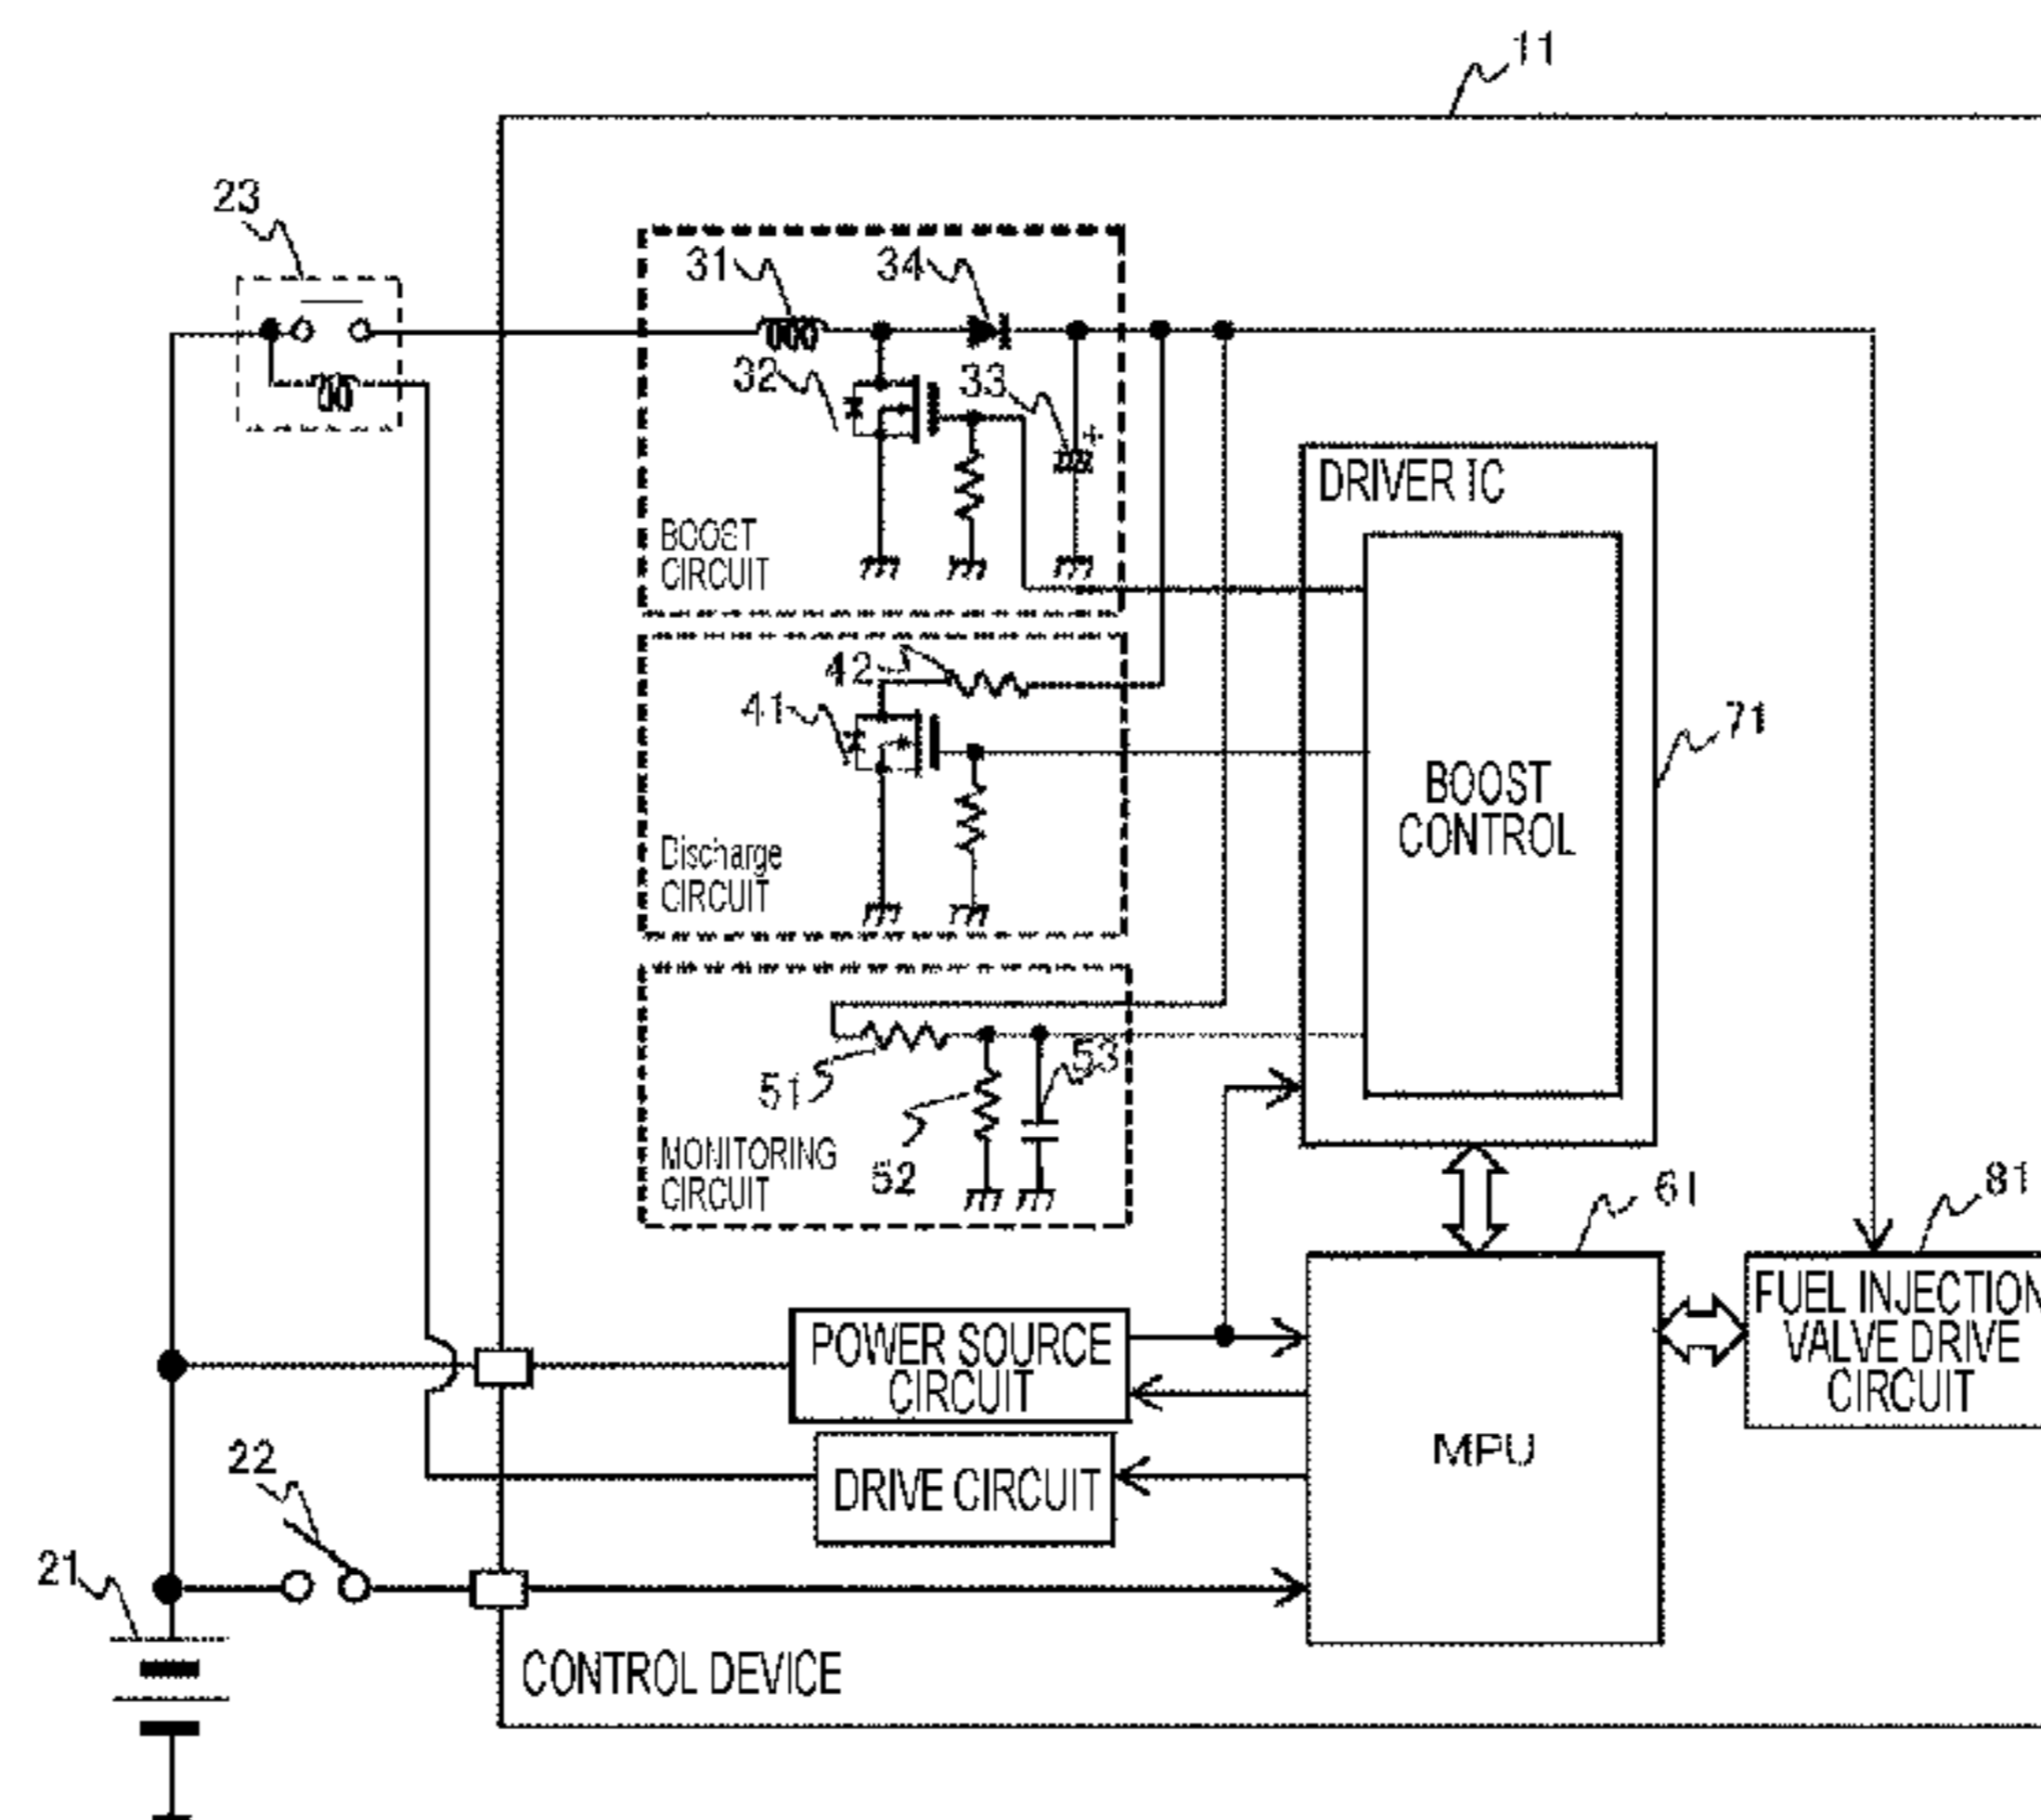 11
23
31
34
32
33
+
DRIVER IC
BOOST
CIRCUIT
42
41
71
BOOST
CONTROL
Discharge
CIRCUIT
51
53
52
MONITORING
CIRCUIT
61
81
POWER SOURCE
CIRCUIT
FUEL INJECTION
VALVE DRIVE
CIRCUIT
MPU
22
DRIVE CIRCUIT
21
CONTROL DEVICE